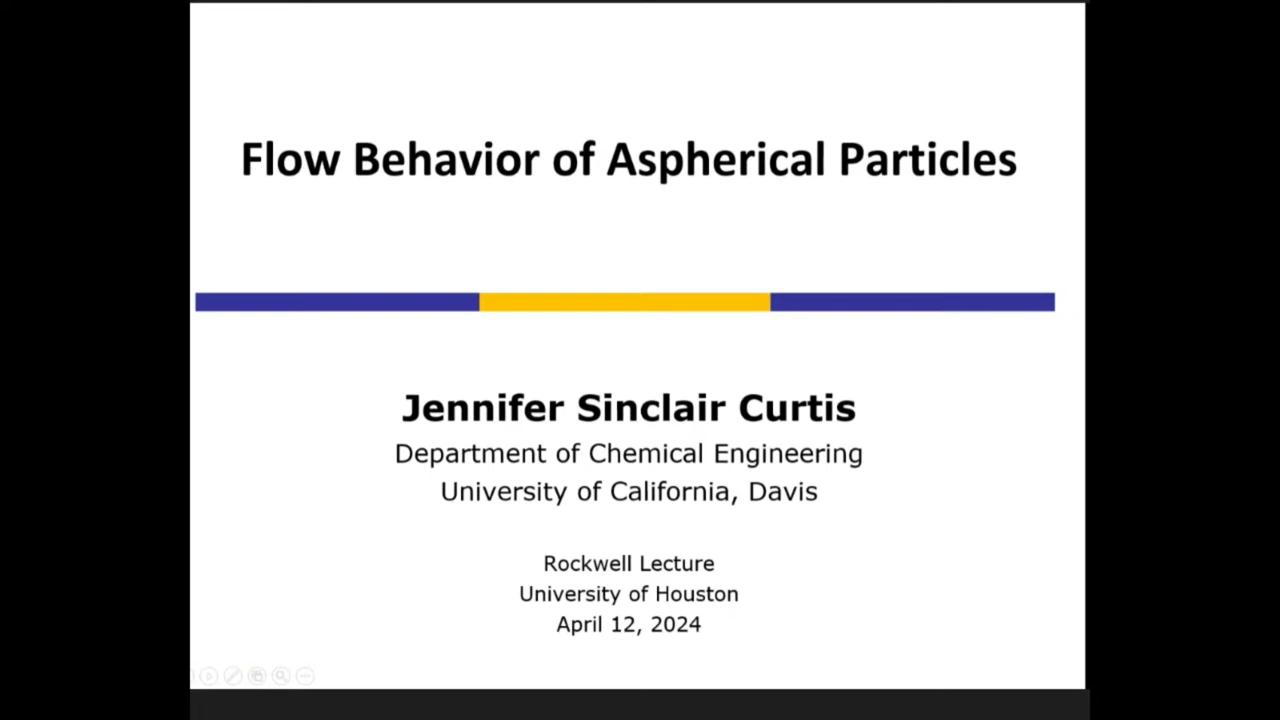 Flow Behavior of Aspherical Particles
Jennifer Sinclair Curtis
Department of Chemical Engineering
University of California, Davis
Rockwell Lecture
University of Houston
April 12, 2024